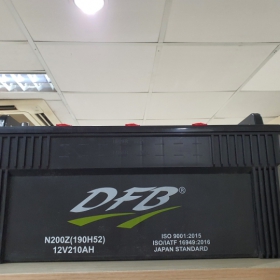 DFB®
N200Z(190H52)
12V210AH
ISO 9001:2015
ISO/IATF 16949:2016
JAPAN STANDARD